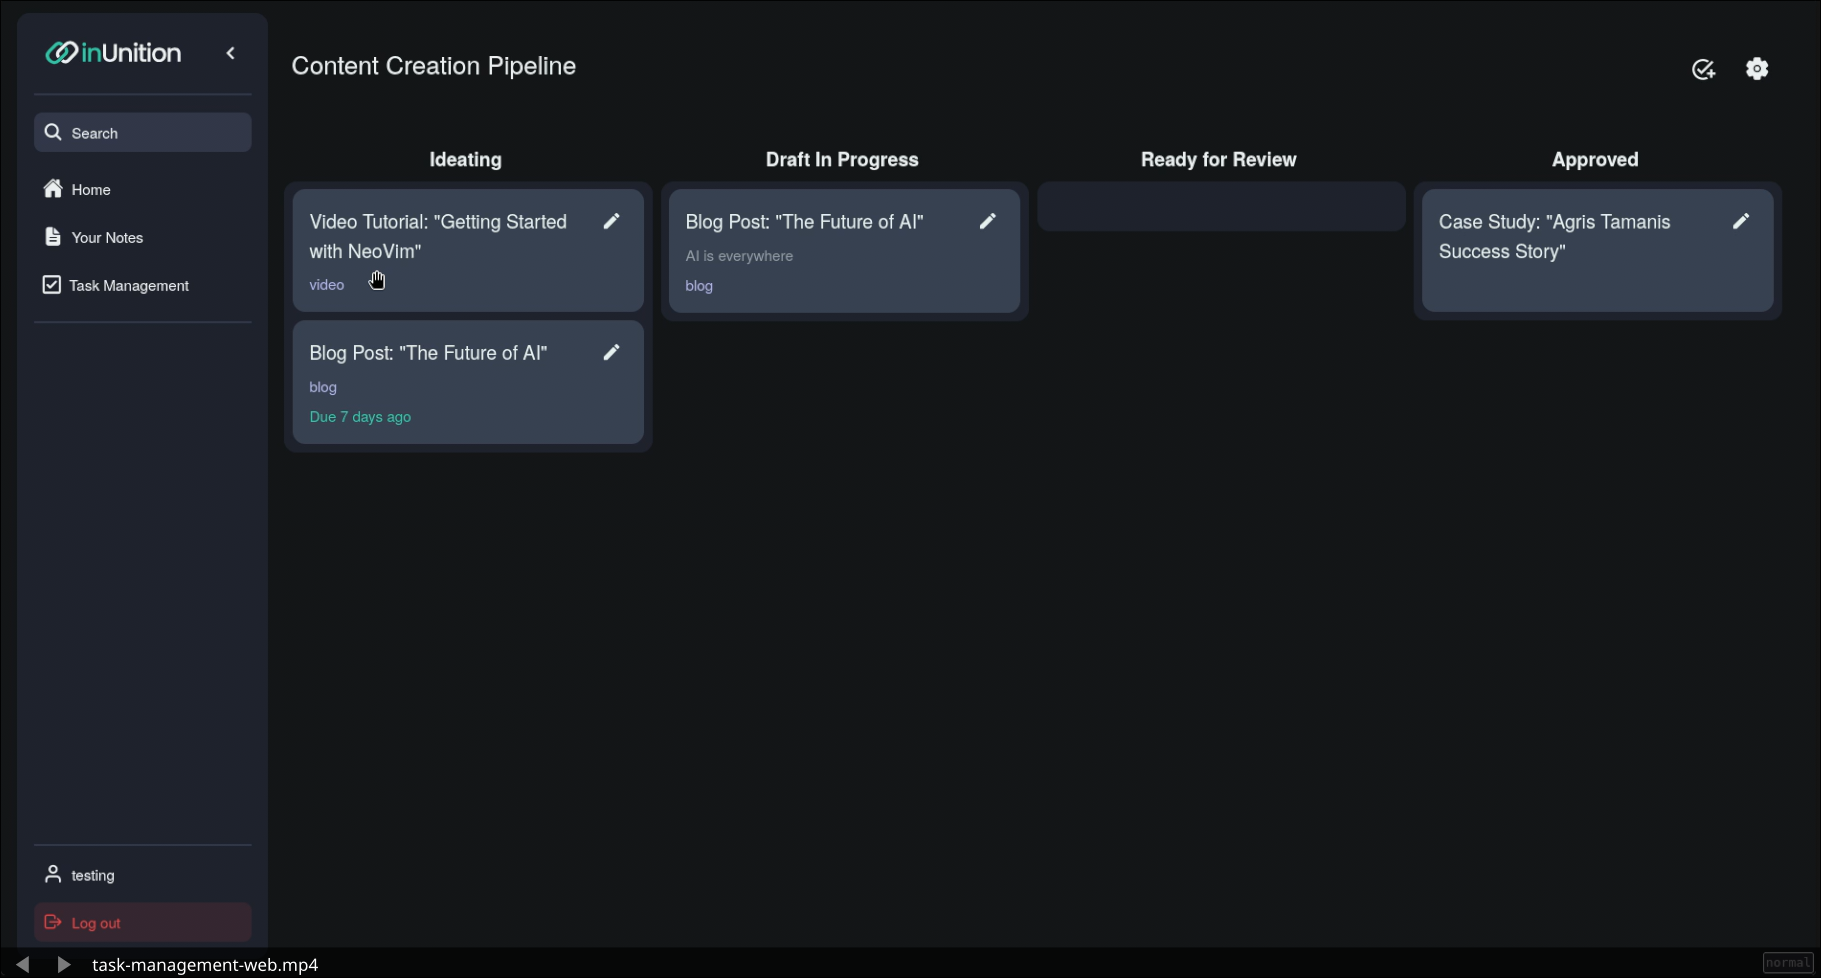 inUnition
Search
Home
Your Notes
Task Management
testing
Log out
Content Creation Pipeline
Ideating
Video Tutorial: "Getting Started
with NeoVim"
video
Blog Post: "The Future of AI"
blog
Due 7 days ago
Draft In Progress
Blog Post: "The Future of AI"
AI is everywhere
blog
Ready for Review
Approved
Case Study: "Agris Tamanis
Success Story"
task-management-web.mp4
normal